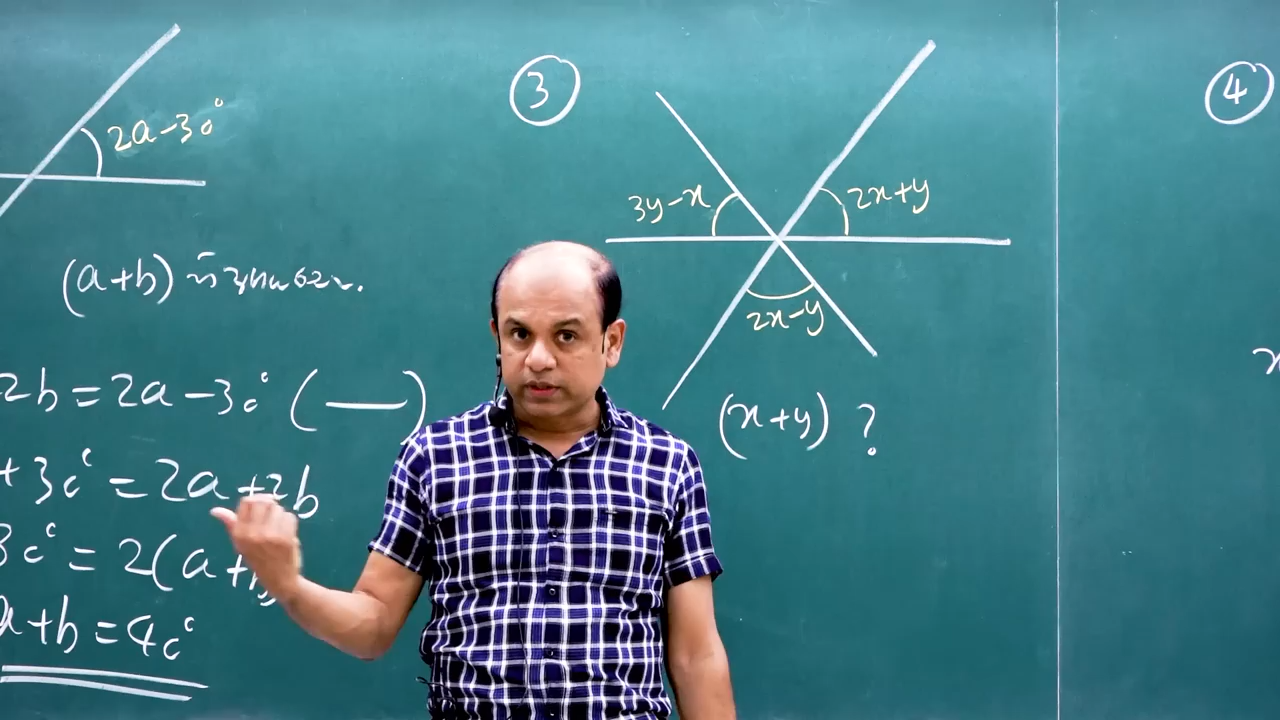 2a-30°
(a+b)
2b = 2a - 30° ( — )
+ 30° = 2a + 2b
30° = 2(a+
a+b = 40°
3
3y-x
2x+y
2x-y
(x+y) ?
4
x